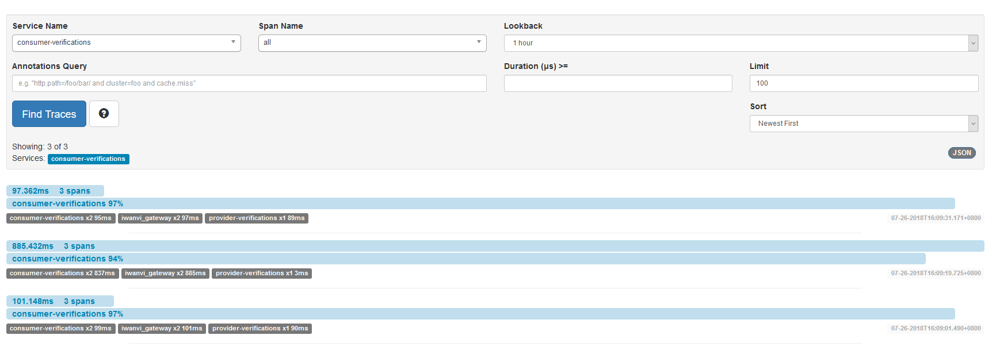 Service Name
Span Name
Lookback
consumer-verifications
all
1 hour
Annotations Query
Duration (μs) >=
Limit
e.g. "http.path=/foo/bar/ and cluster=foo and cache.miss"
100
Find Traces
?
Sort
Newest First
Showing: 3 of 3
Services: consumer-verifications
JSON
97.362ms 3 spans
consumer-verifications 97%
consumer-verifications x2 95ms iwanvi_gateway x2 97ms provider-verifications x1 89ms 07-26-2018T16:09:31.171+0800
885.432ms 3 spans
consumer-verifications 94%
consumer-verifications x2 837ms iwanvi_gateway x2 885ms provider-verifications x1 3ms 07-26-2018T16:09:19.725+0800
101.148ms 3 spans
consumer-verifications 97%
consumer-verifications x2 99ms iwanvi_gateway x2 101ms provider-verifications x1 90ms 07-26-2018T16:09:01.490+0800